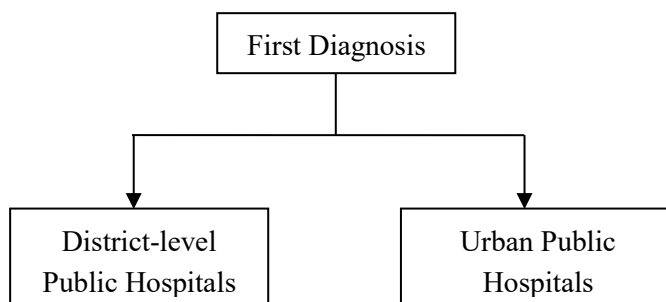 First Diagnosis
District-level
Public Hospitals
Urban Public
Hospitals